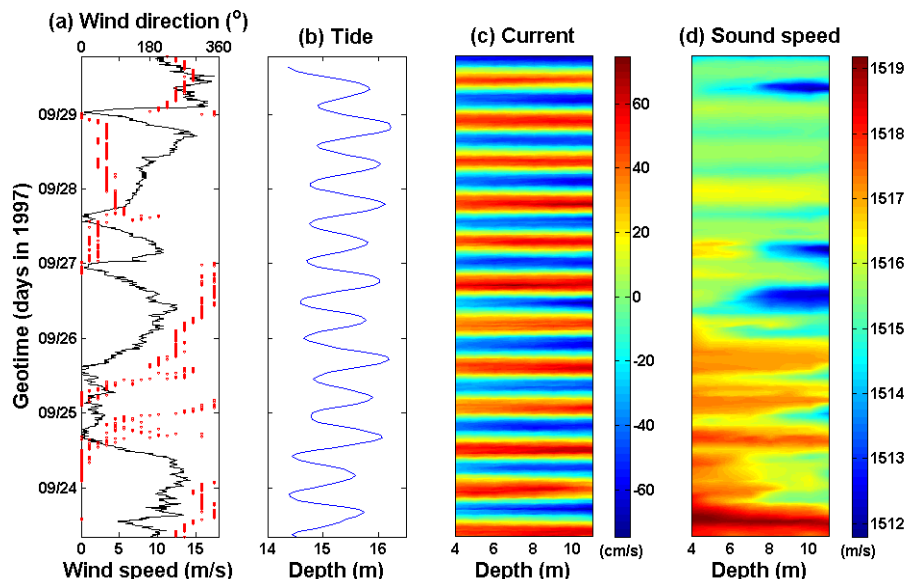 (a) Wind direction (°)
(b) Tide
(c) Current
(d) Sound speed
0 200 360
09/29
09/28
09/27
09/26
09/25
09/24
Geotime (days in 1997)
0 5 10 15
Wind speed (m/s)
14 15 16
Depth (m)
4 6 8 10
Depth (m)
60
40
20
0
-20
-40
-60
(cm/s)
4 6 8 10
Depth (m)
1519
1518
1517
1516
1515
1514
1513
1512
(m/s)